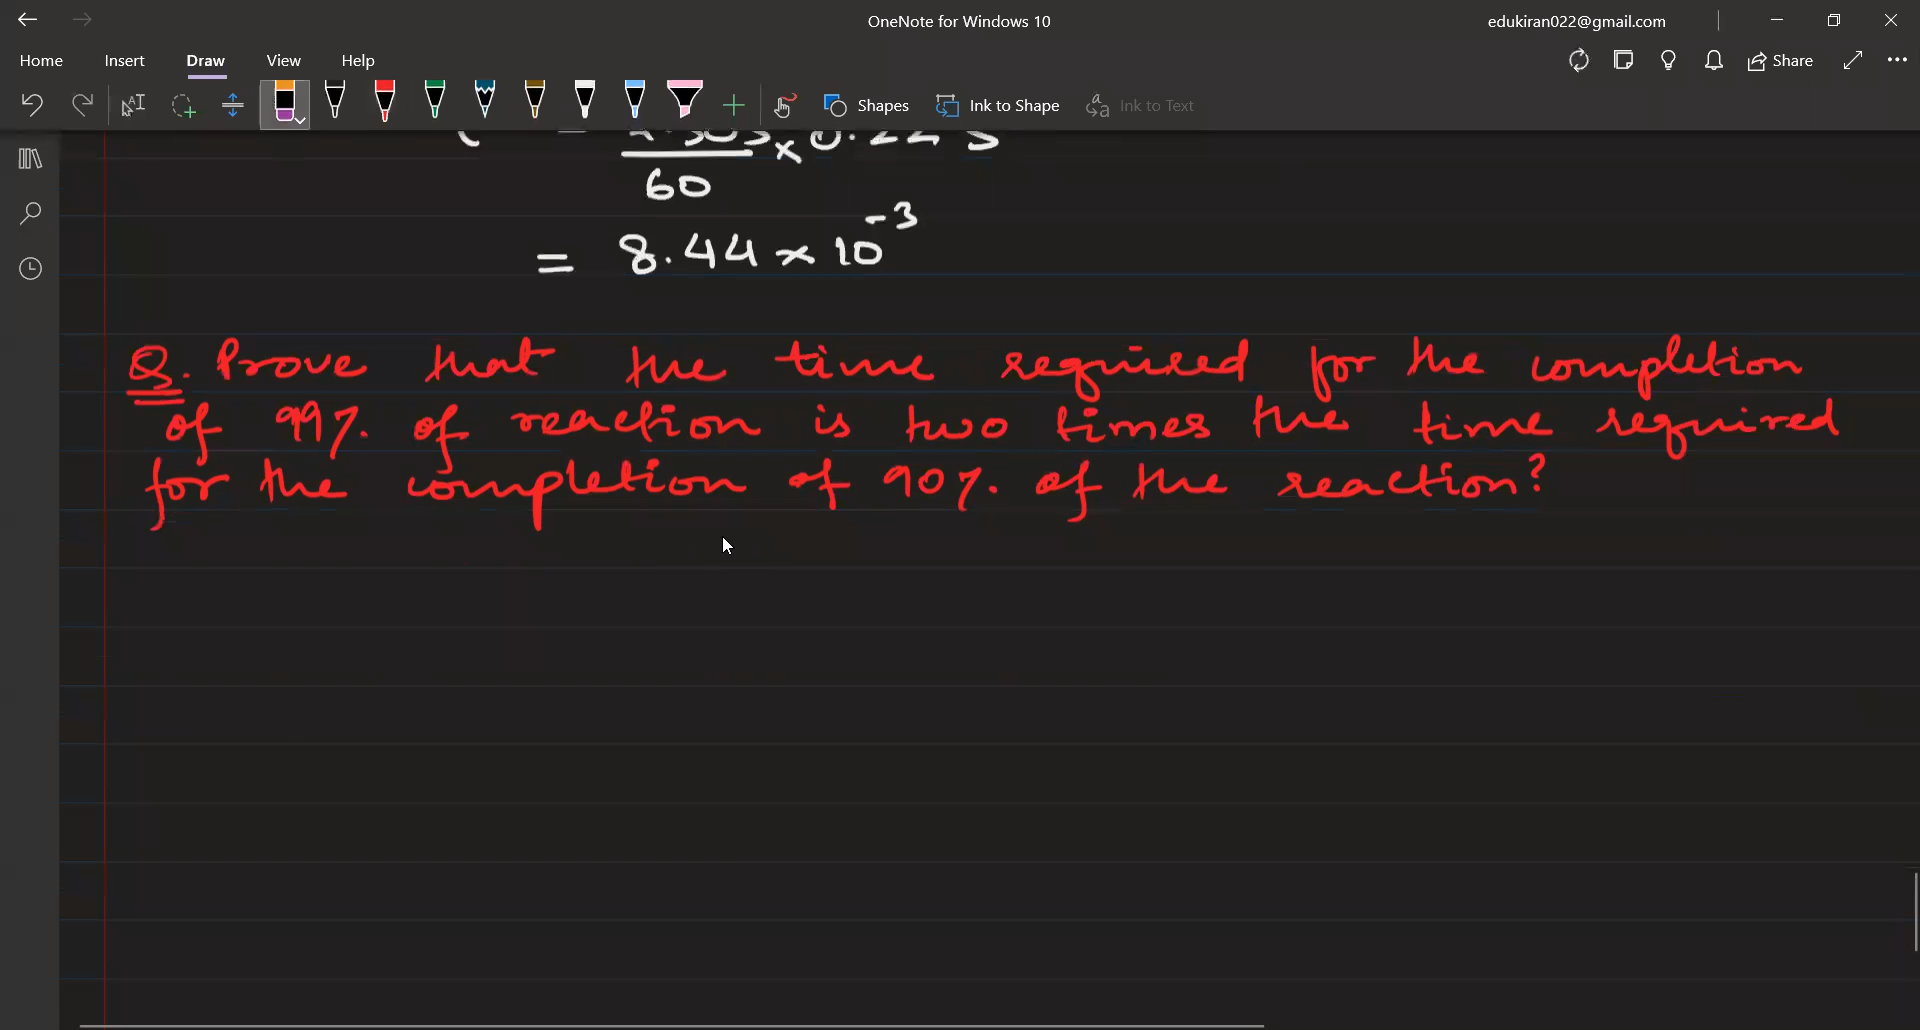 OneNote for Windows 10
edukiran022@gmail.com
Home Insert Draw View Help
Share
Shapes Ink to Shape Ink to Text
60
= 8.44 × 10⁻³
Q. Prove that the time required for the completion
of 99% of reaction is two times the time required
for the completion of 90% of the reaction?